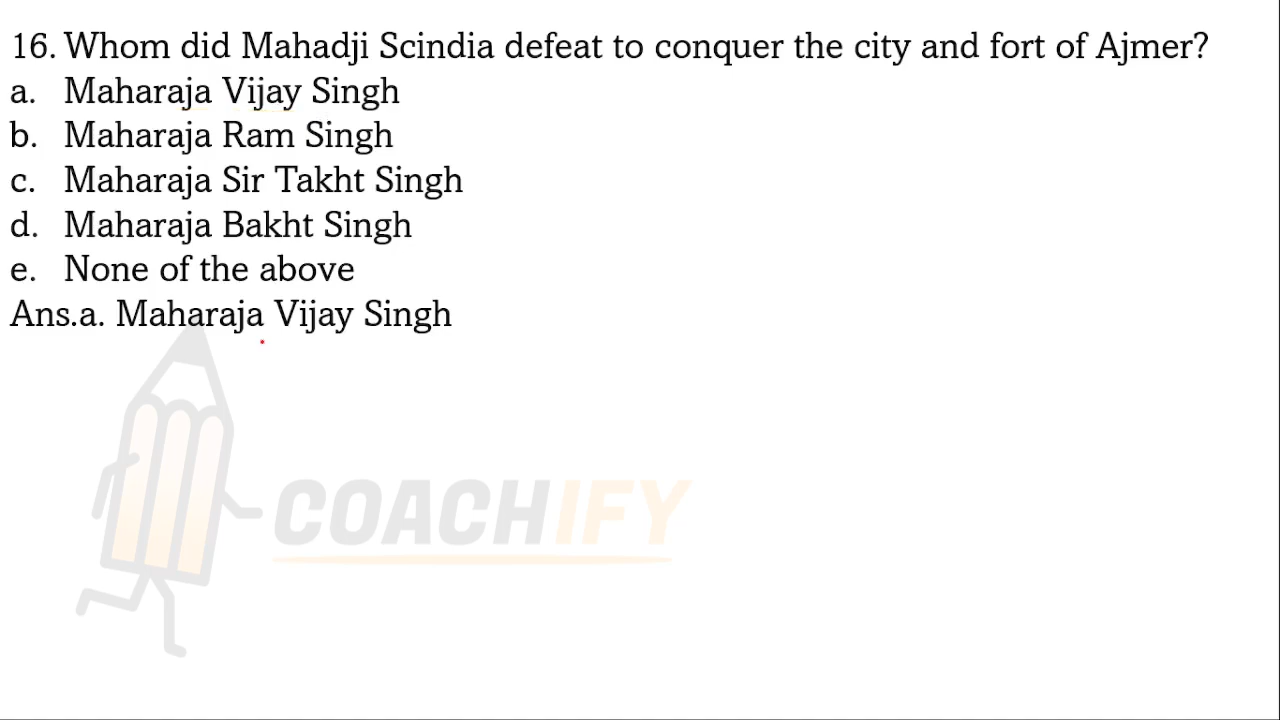 16. Whom did Mahadji Scindia defeat to conquer the city and fort of Ajmer?
a. Maharaja Vijay Singh
b. Maharaja Ram Singh
c. Maharaja Sir Takht Singh
d. Maharaja Bakht Singh
e. None of the above
Ans.a. Maharaja Vijay Singh
COACHIFY